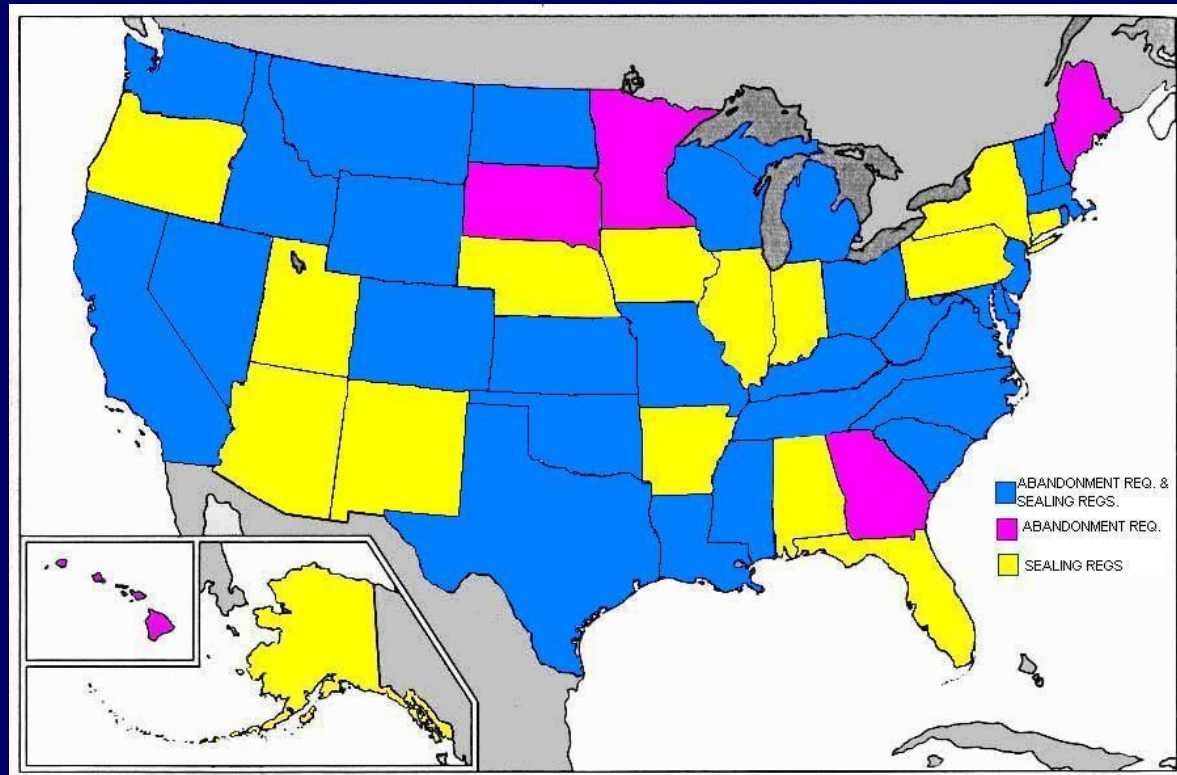 ABANDONMENT REQ. &
SEALING REGS.
ABANDONMENT REQ.
SEALING REGS